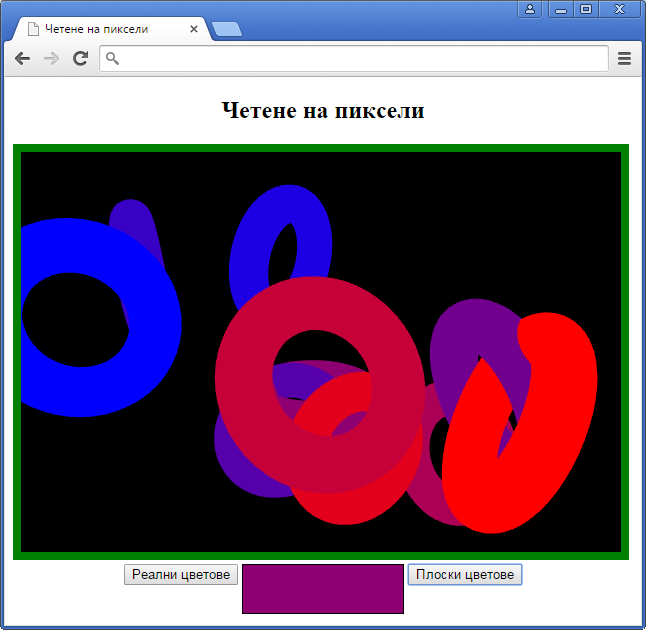 Четене на пиксели
Четене на пиксели
Реални цветове
Плоски цветове